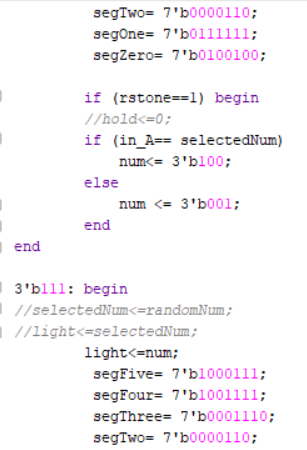 segTwo= 7'b0000110;
segOne= 7'b0111111;
segZero= 7'b0100100;
if (rstone==1) begin
//hold<=0;
if (in_A== selectedNum)
num<= 3'b100;
else
num <= 3'b001;
end
end
3'b111: begin
//selectedNum<=randomNum;
//light<=selectedNum;
light<=num;
segFive= 7'b1000111;
segFour= 7'b1001111;
segThree= 7'b0001110;
segTwo= 7'b0000110;